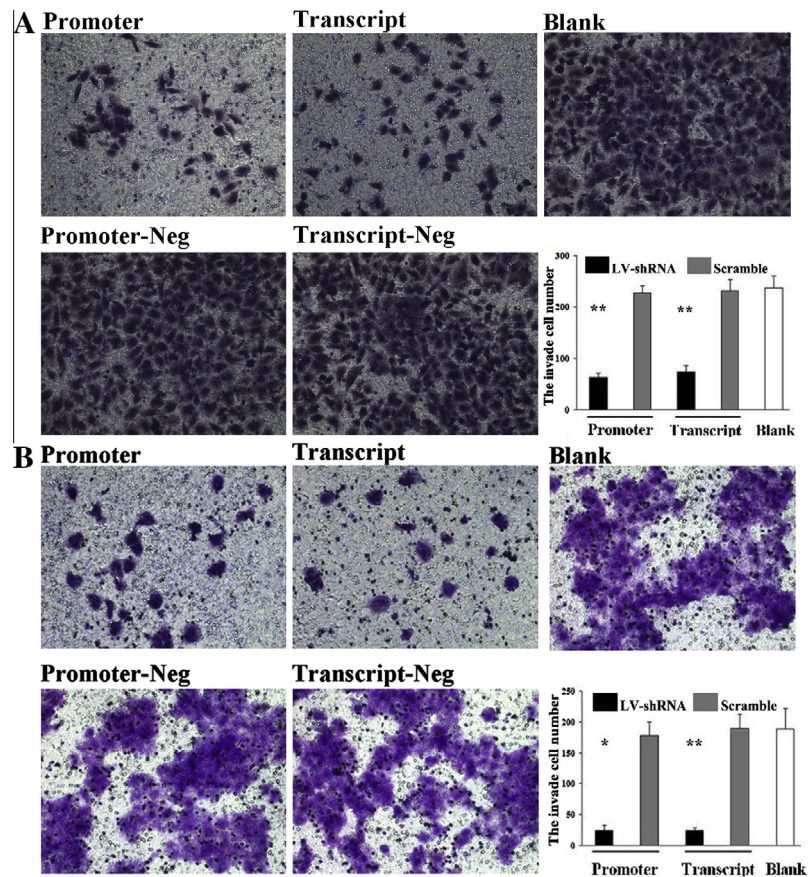 A
Promoter
Transcript
Blank
Promoter-Neg
Transcript-Neg
The invade cell number
300
200
100
0
LV-shRNA
Scramble
**
**
Promoter
Transcript
Blank
B
Promoter
Transcript
Blank
Promoter-Neg
Transcript-Neg
The invade cell number
250
200
150
100
50
0
LV-shRNA
Scramble
*
**
Promoter
Transcript
Blank